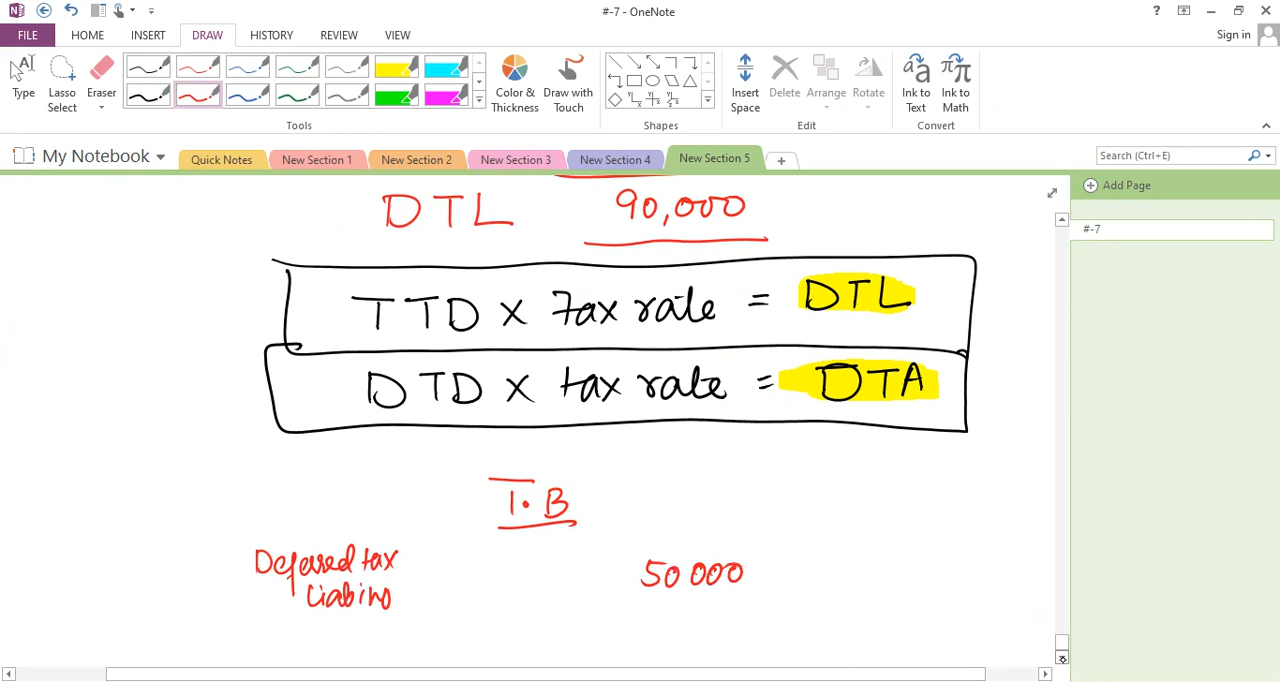 #-7 - OneNote
?
Sign in
FILE HOME INSERT DRAW HISTORY REVIEW VIEW
Type
Lasso Select
Eraser
Color & Thickness
Draw with Touch
Insert Space
Delete
Arrange
Rotate
Ink to Text
Ink to Math
Tools
Shapes
Edit
Convert
My Notebook
Quick Notes
New Section 1
New Section 2
New Section 3
New Section 4
New Section 5
Search (Ctrl+E)
Add Page
#-7
DTL 90,000
TTD x Tax rate = DTL
DTD x tax rate = DTA
T.B
Defered tax 50 000